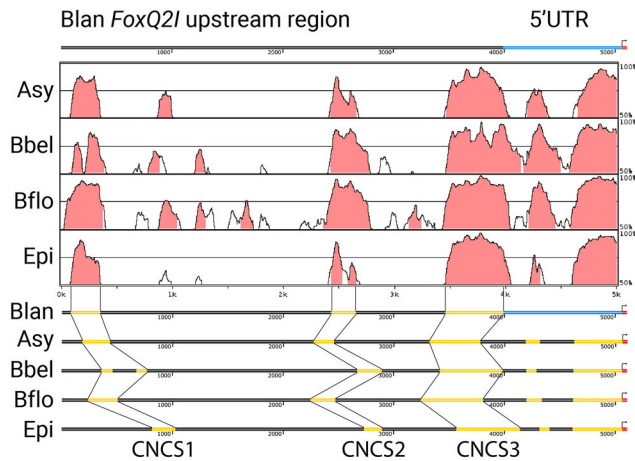 Blan FoxQ2I upstream region 5'UTR
1000 2000 3000 4000 5000
Asy 100% 50%
Bbel 100% 50%
Bflo 100% 50%
Epi 100% 50%
0k 1k 2k 3k 4k 5k
Blan 1000 2000 3000 4000 5000
Asy 1000 2000 3000 4000 5000
Bbel 1000 2000 3000 4000 5000
Bflo 1000 2000 3000 4000 5000
Epi 1000 2000 3000 4000 5000
CNCS1 CNCS2 CNCS3